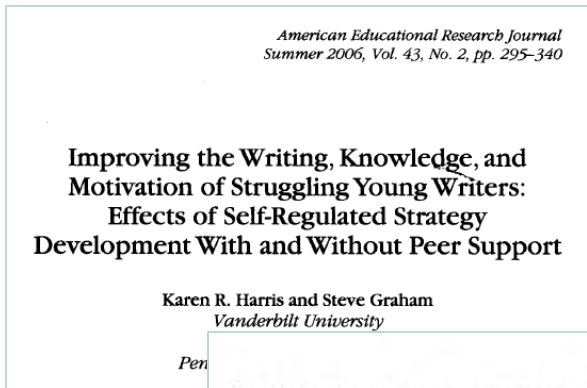 American Educational Research Journal
Summer 2006, Vol. 43, No. 2, pp. 295–340
Improving the Writing, Knowledge, and
Motivation of Struggling Young Writers:
Effects of Self-Regulated Strategy
Development With and Without Peer Support
Karen R. Harris and Steve Graham
Vanderbilt University